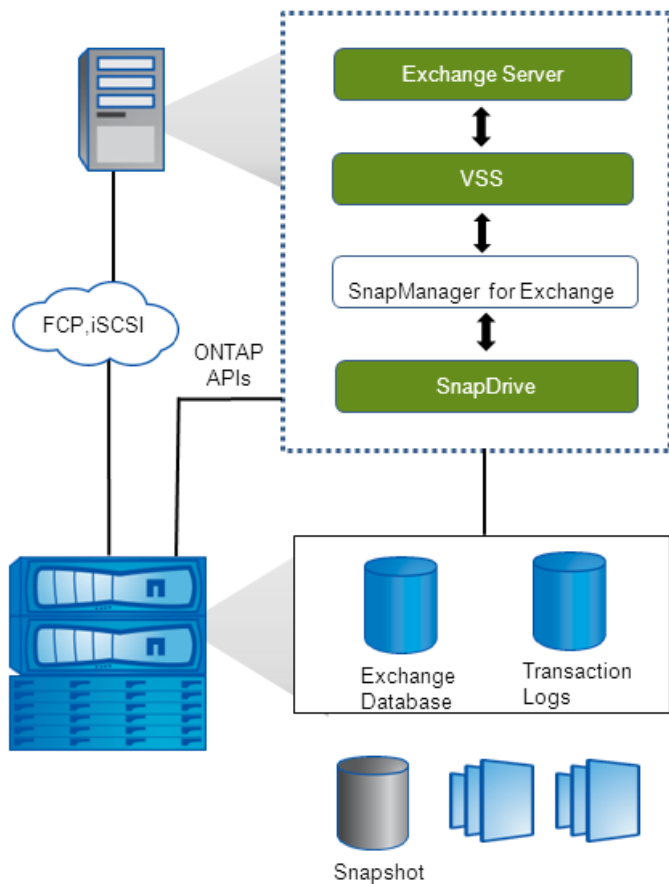 Exchange Server
VSS
SnapManager for Exchange
SnapDrive
FCP,iSCSI
ONTAP
APIs
Exchange
Database
Transaction
Logs
Snapshot